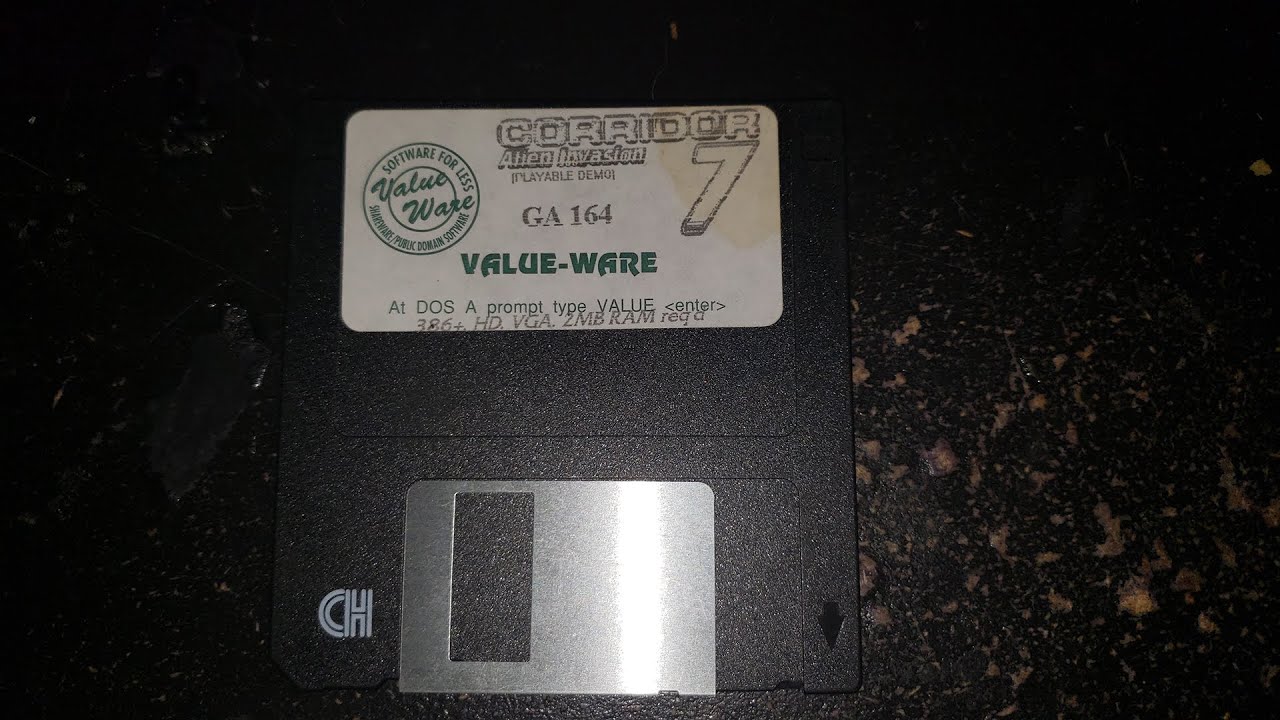 CORRIDOR
7
Alien Invasion
[PLAYABLE DEMO]
SOFTWARE FOR LESS
Value
Ware
SHAREWARE/PUBLIC DOMAIN SOFTWARE
GA 164
VALUE-WARE
At DOS A prompt type VALUE <enter>
386+, HD, VGA, 2MB RAM req'd
CH